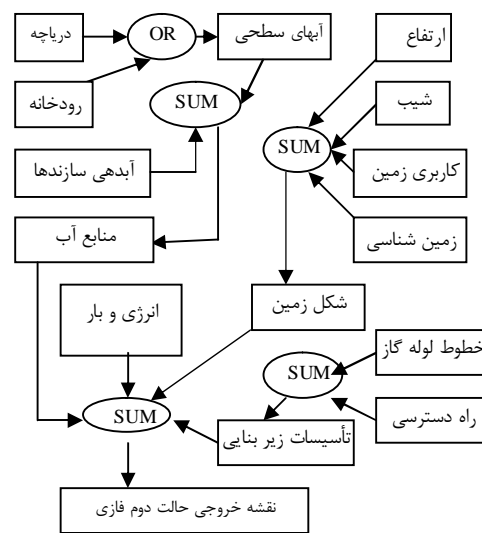 دریاچه
OR
آبهای سطحی
ارتفاع
رودخانه
SUM
شیب
SUM
آبدهی سازندها
کاربری زمین
منابع آب
زمین شناسی
انرژی و بار
شکل زمین
خطوط لوله گاز
SUM
SUM
تأسیسات زیر بنایی
راه دسترسی
نقشه خروجی حالت دوم فازی